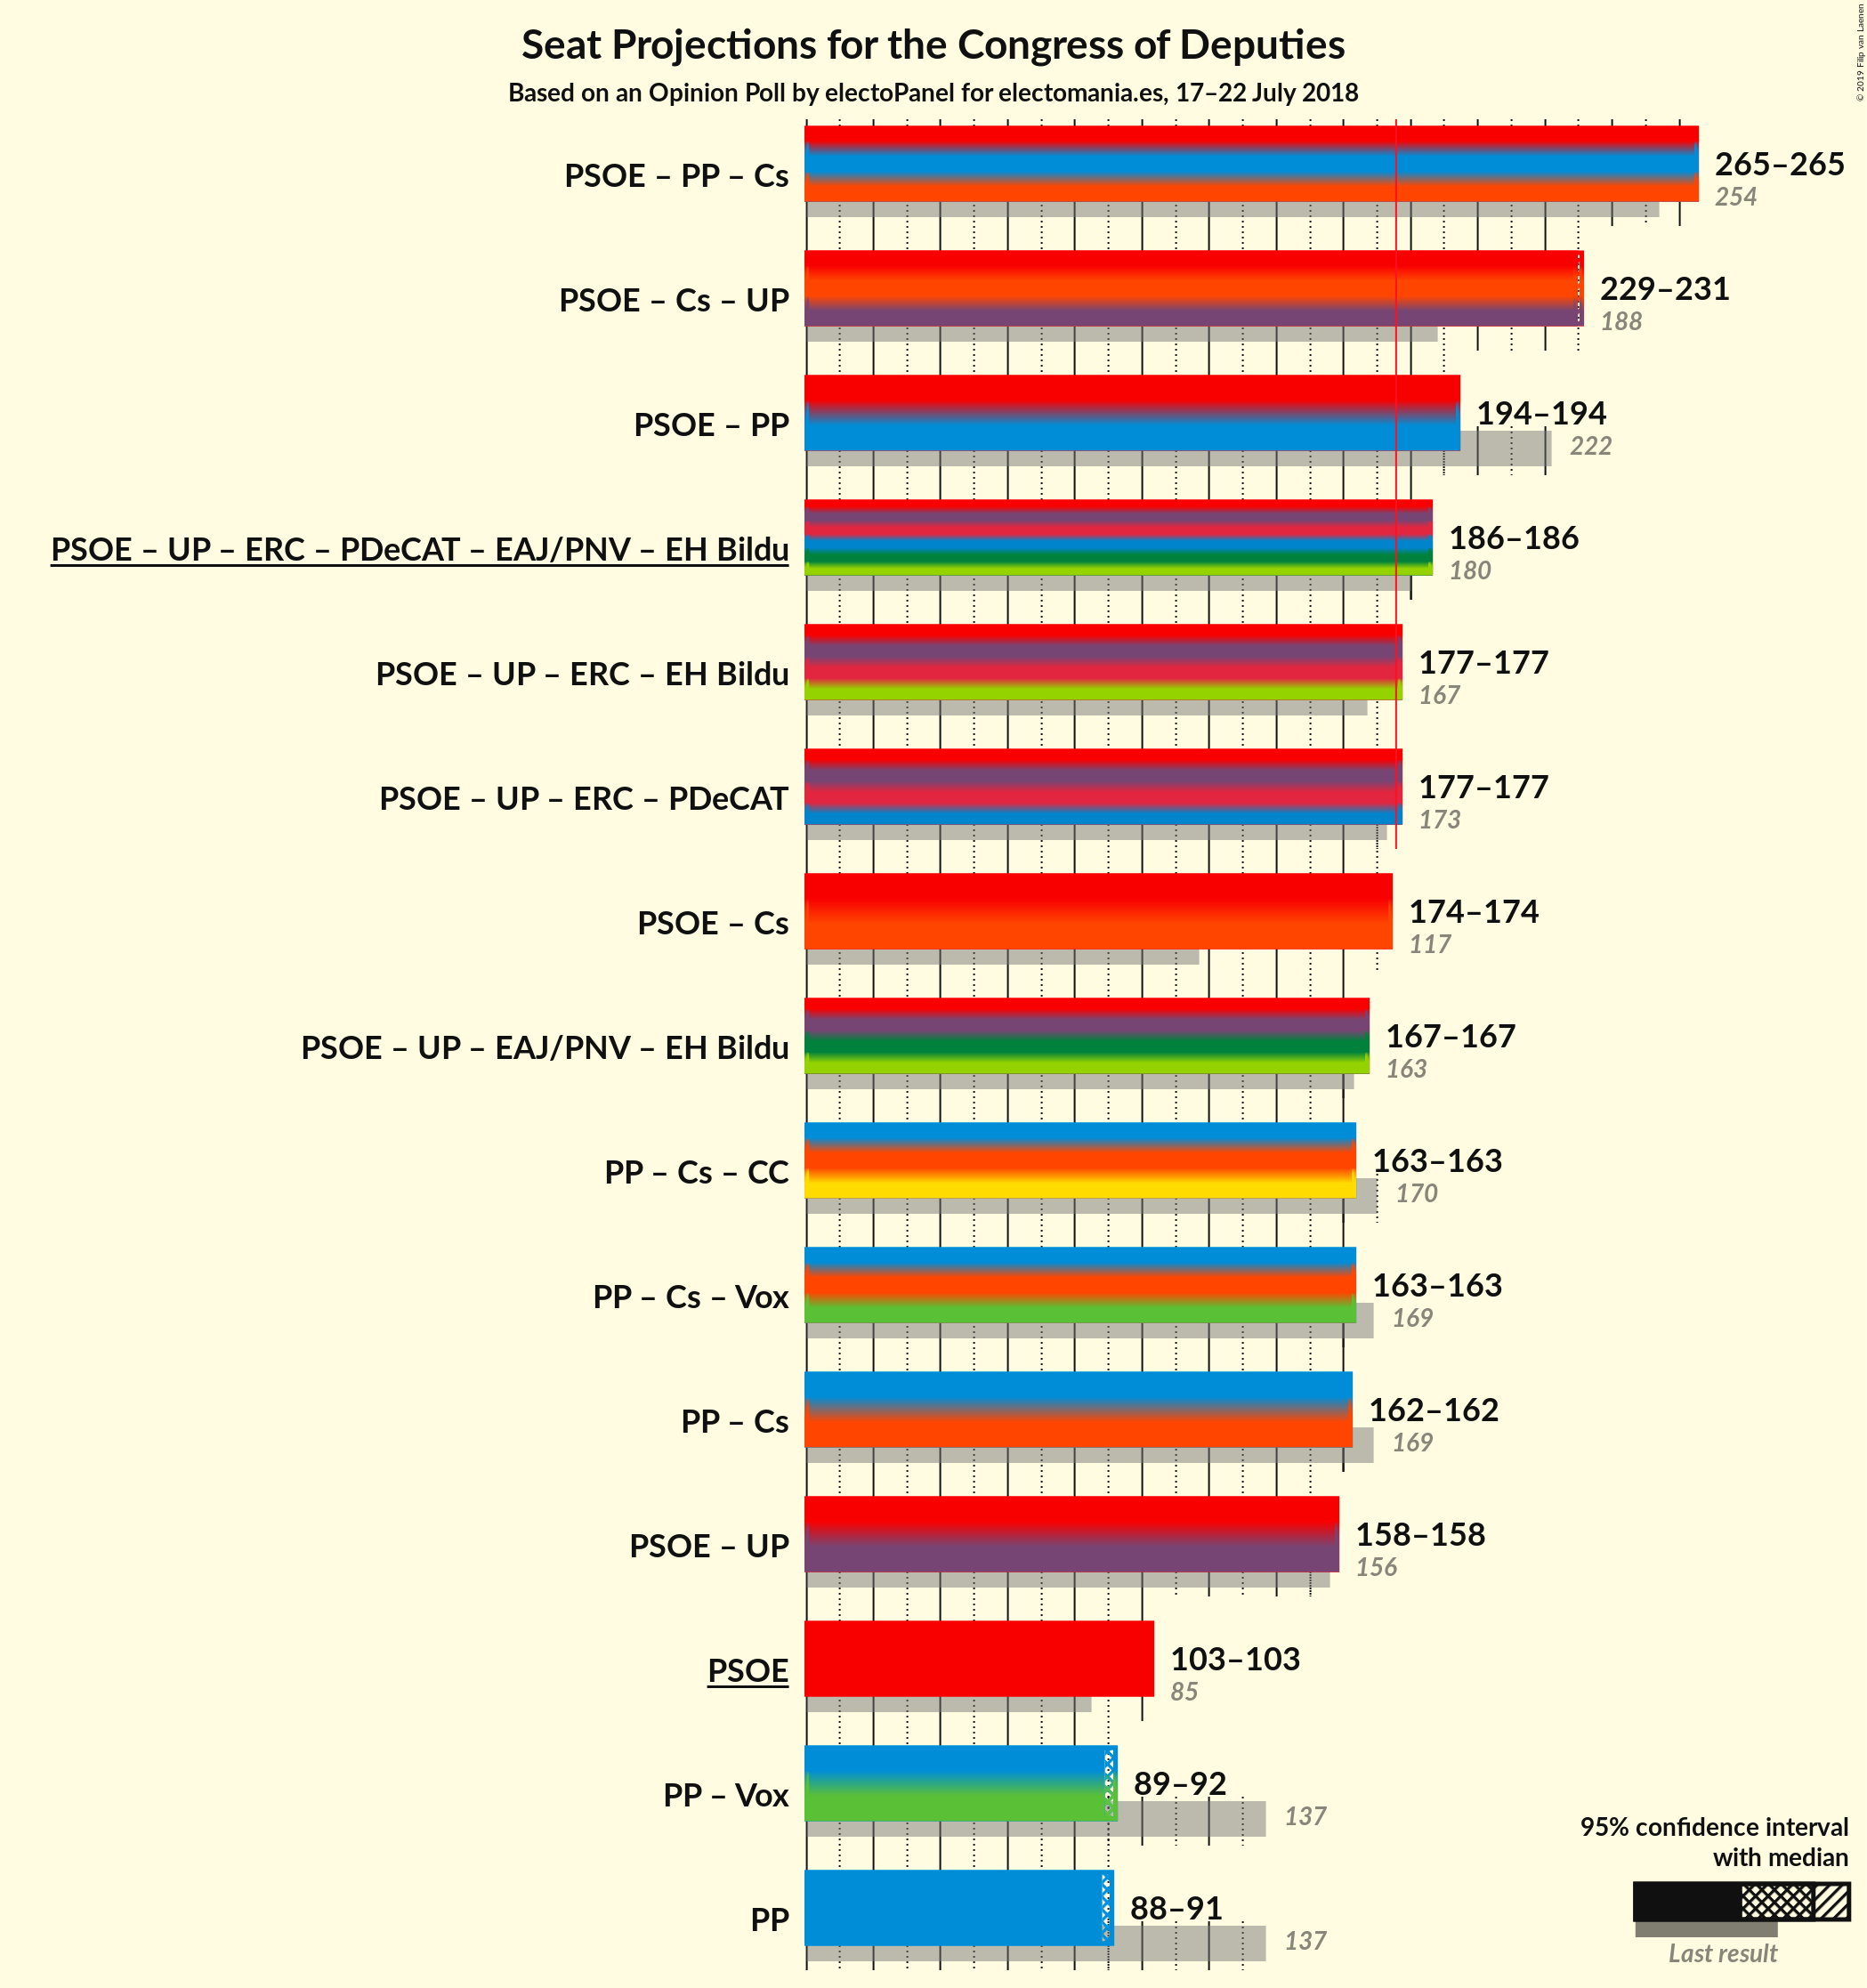 Seat Projections for the Congress of Deputies
Based on an Opinion Poll by electoPanel for electomania.es, 17–22 July 2018
© 2019 Filip van Laenen
PSOE – PP – Cs
265–265
254
PSOE – Cs – UP
229–231
188
PSOE – PP
194–194
222
PSOE – UP – ERC – PDeCAT – EAJ/PNV – EH Bildu
186–186
180
PSOE – UP – ERC – EH Bildu
177–177
167
PSOE – UP – ERC – PDeCAT
177–177
173
PSOE – Cs
174–174
117
PSOE – UP – EAJ/PNV – EH Bildu
167–167
163
PP – Cs – CC
163–163
170
PP – Cs – Vox
163–163
169
PP – Cs
162–162
169
PSOE – UP
158–158
156
PSOE
103–103
85
PP – Vox
89–92
137
PP
88–91
137
95% confidence interval
with median
Last result